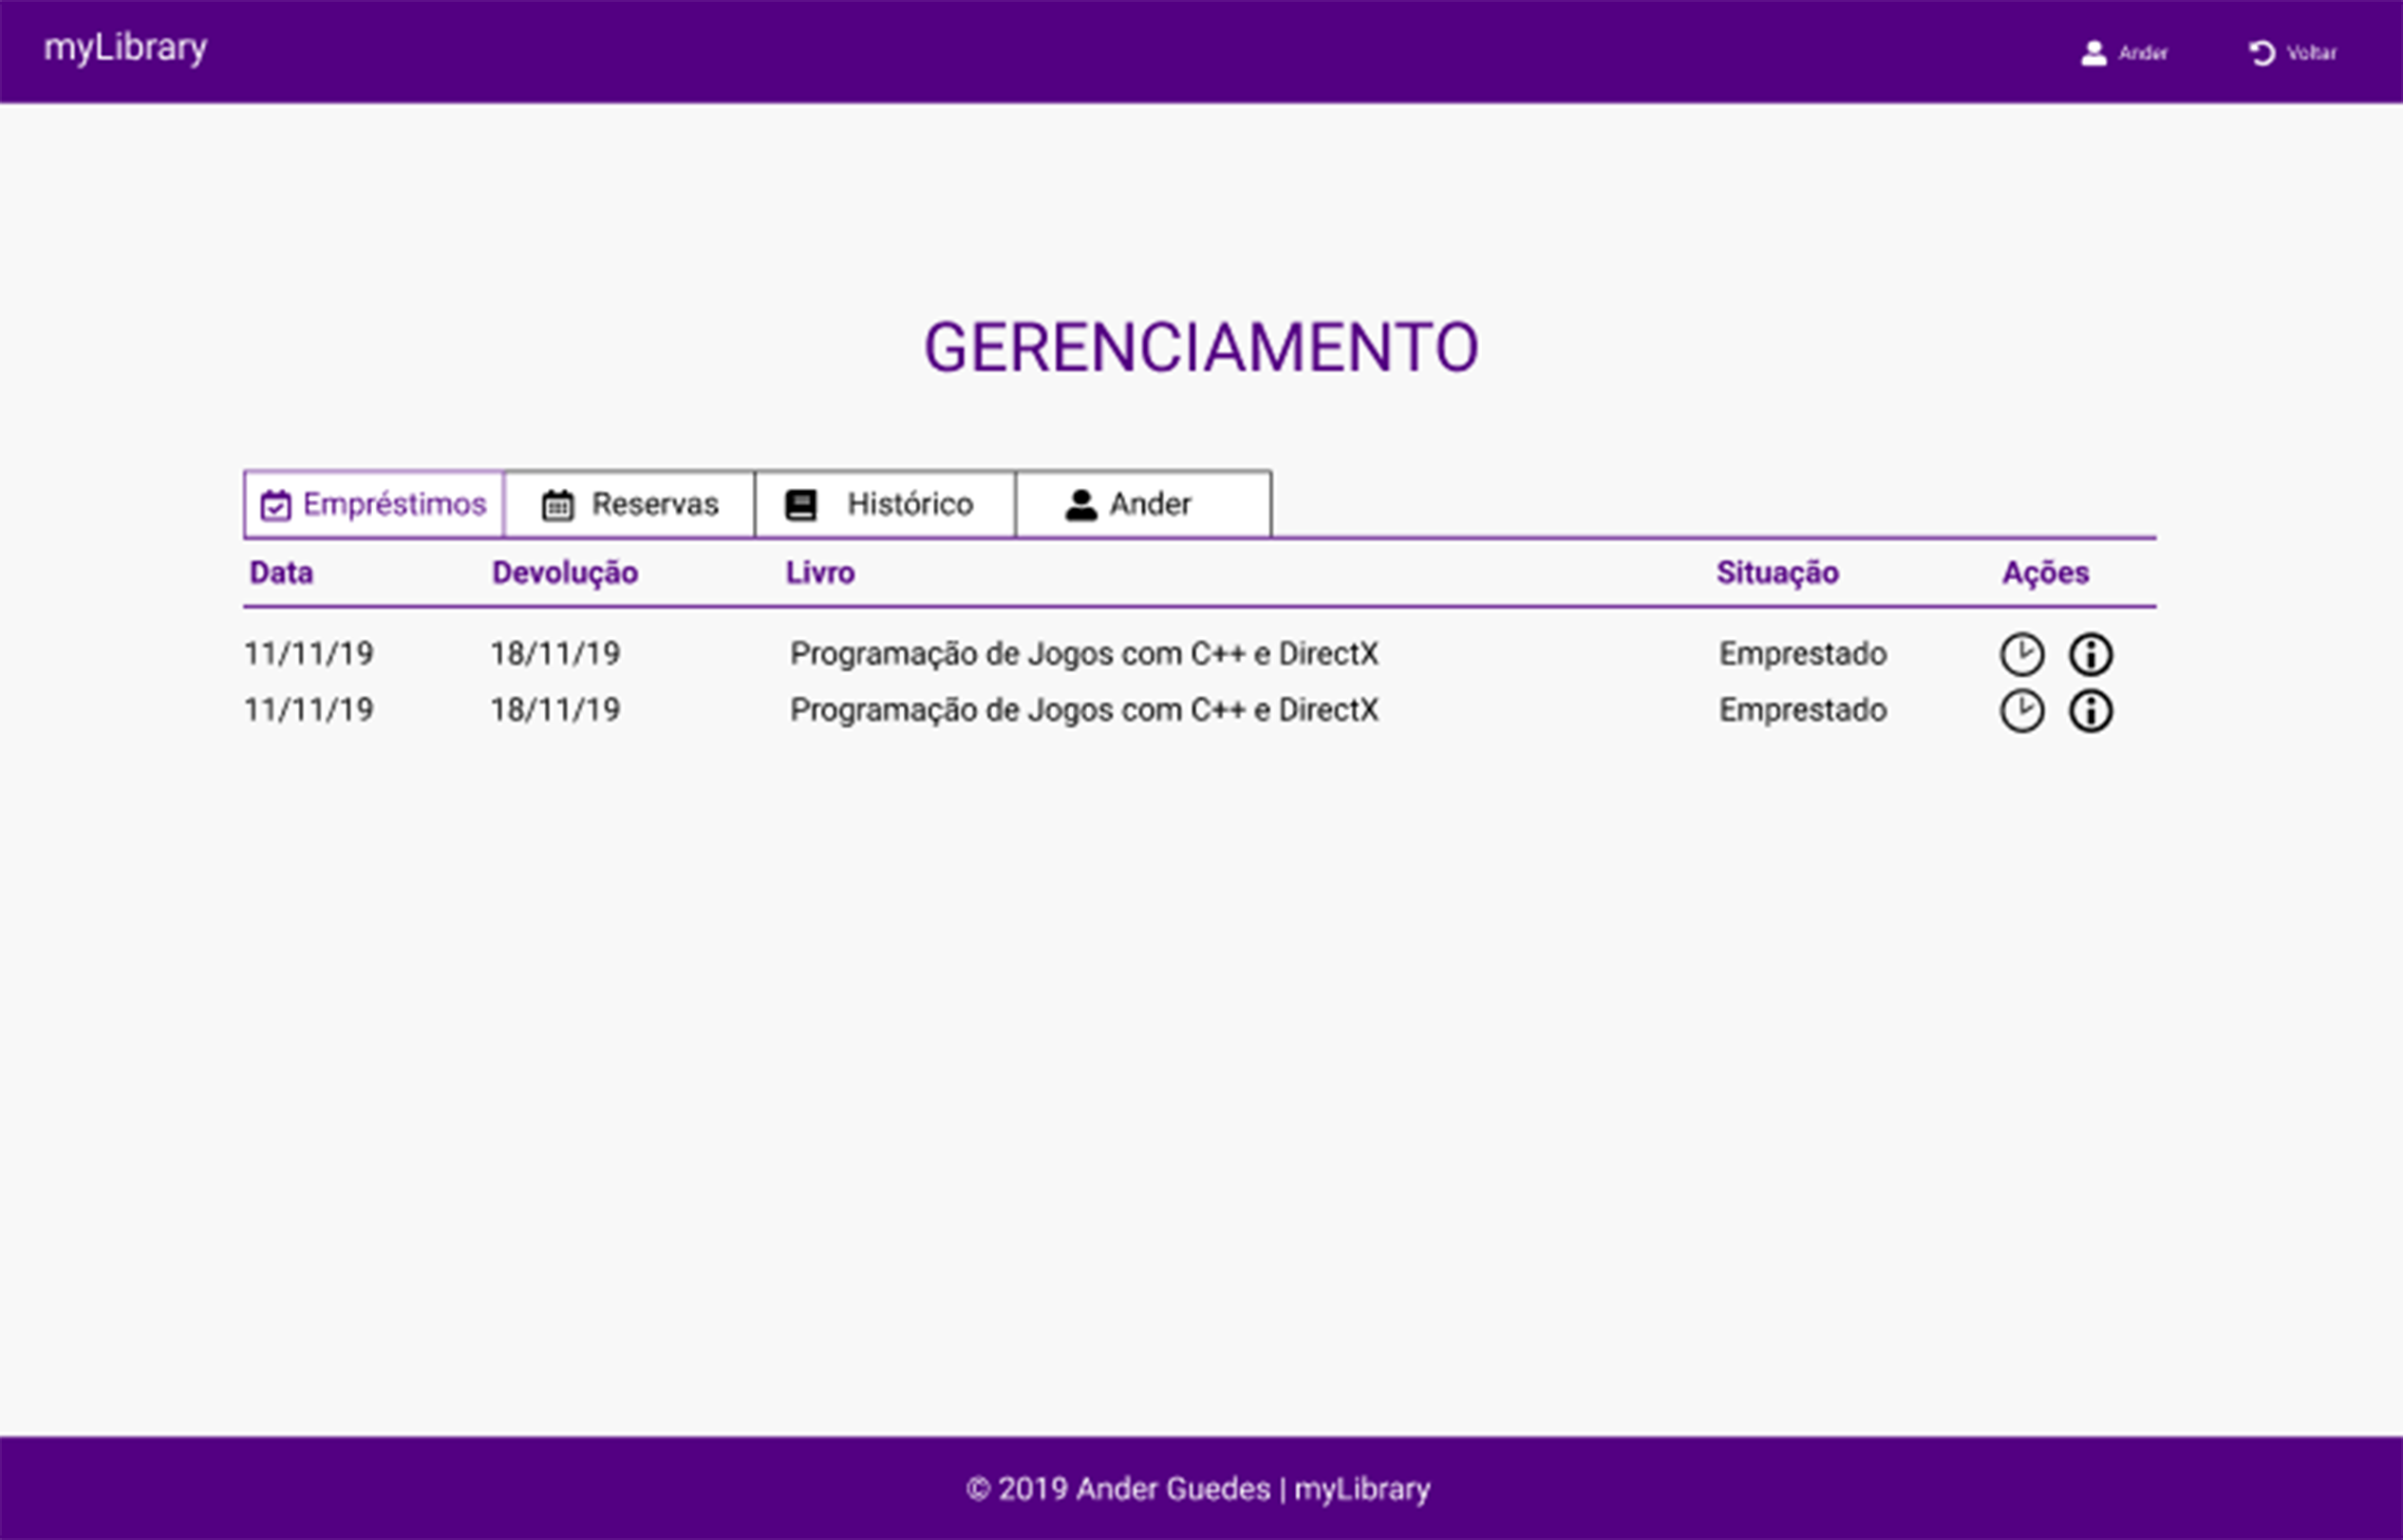 myLibrary Ander Voltar
GERENCIAMENTO
Empréstimos Reservas Histórico Ander
Data Devolução Livro Situação Ações
11/11/19 18/11/19 Programação de Jogos com C++ e DirectX Emprestado
11/11/19 18/11/19 Programação de Jogos com C++ e DirectX Emprestado
© 2019 Ander Guedes | myLibrary